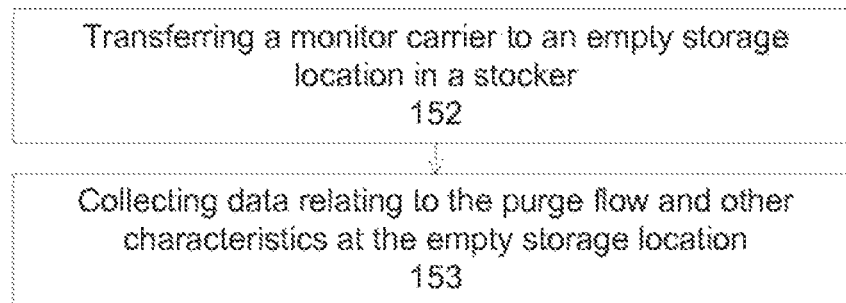 Transferring a monitor carrier to an empty storage
location in a stocker
152
Collecting data relating to the purge flow and other
characteristics at the empty storage location
153